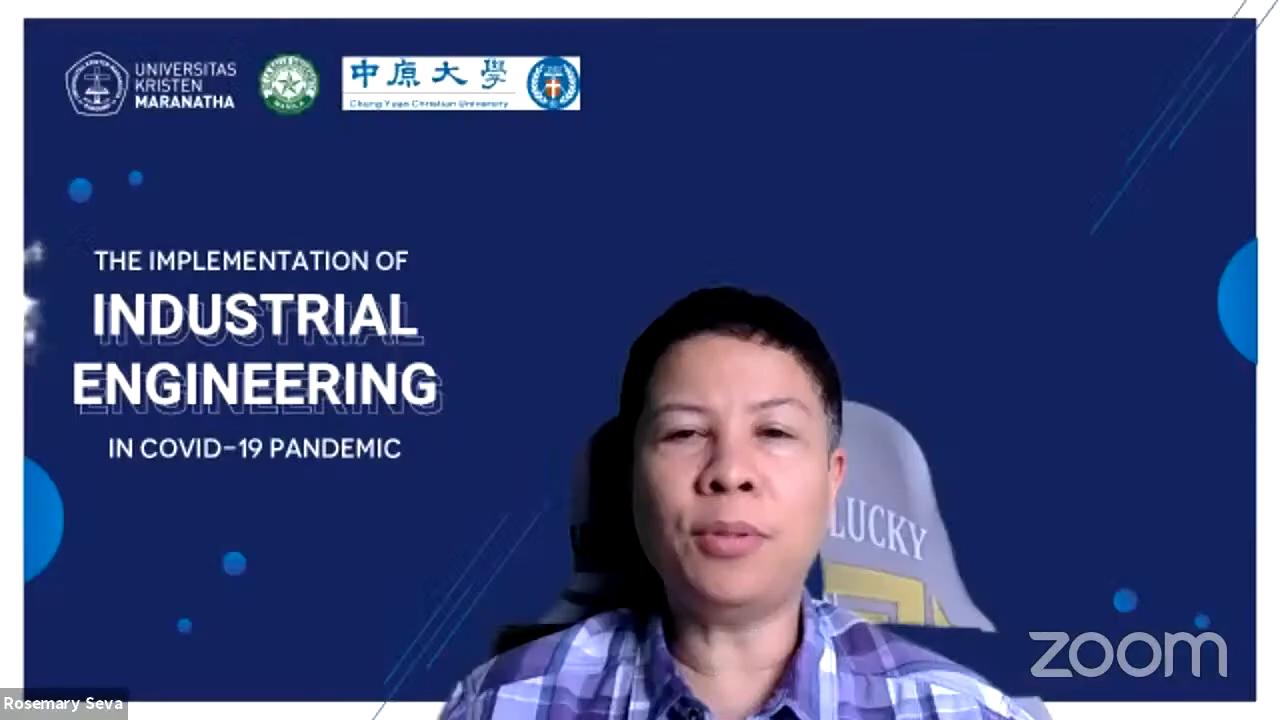 UNIVERSITAS
KRISTEN
MARANATHA
中原大學
Chung Yuan Christian University
THE IMPLEMENTATION OF
INDUSTRIAL
ENGINEERING
IN COVID-19 PANDEMIC
LUCKY
zoom
Rosemary Seva